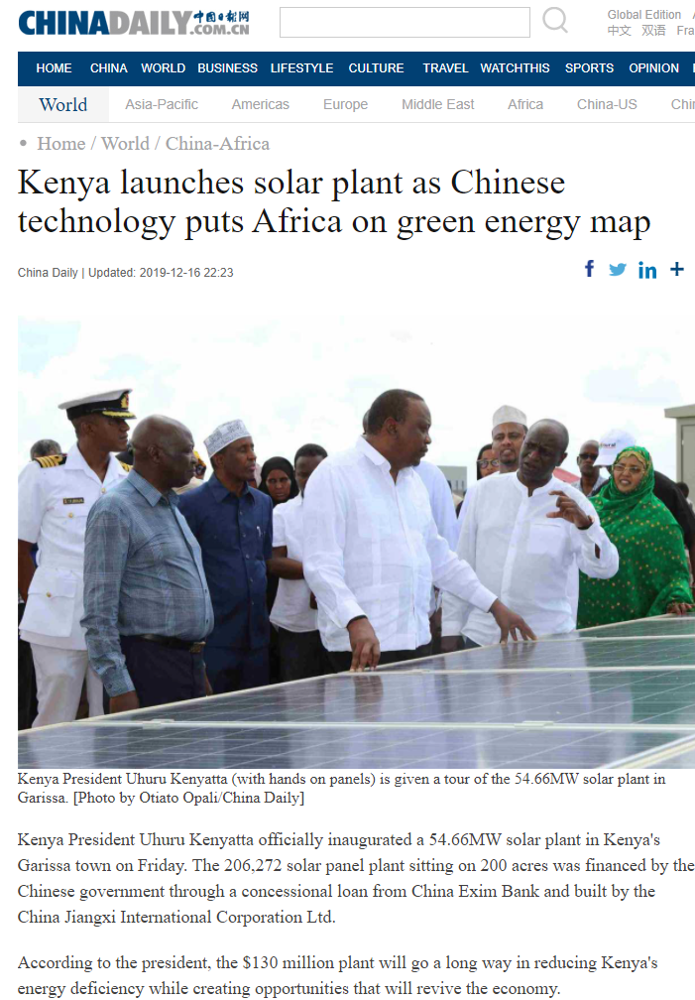 CHINADAILY 中国日报网
.COM.CN
Global Edition
中文 双语 Fra
HOME CHINA WORLD BUSINESS LIFESTYLE CULTURE TRAVEL WATCHTHIS SPORTS OPINION
World Asia-Pacific Americas Europe Middle East Africa China-US Chi
• Home / World / China-Africa
Kenya launches solar plant as Chinese
technology puts Africa on green energy map
China Daily | Updated: 2019-12-16 22:23
f in +
Kenya President Uhuru Kenyatta (with hands on panels) is given a tour of the 54.66MW solar plant in
Garissa. [Photo by Otiato Opali/China Daily]
Kenya President Uhuru Kenyatta officially inaugurated a 54.66MW solar plant in Kenya's
Garissa town on Friday. The 206,272 solar panel plant sitting on 200 acres was financed by the
Chinese government through a concessional loan from China Exim Bank and built by the
China Jiangxi International Corporation Ltd.
According to the president, the $130 million plant will go a long way in reducing Kenya's
energy deficiency while creating opportunities that will revive the economy.